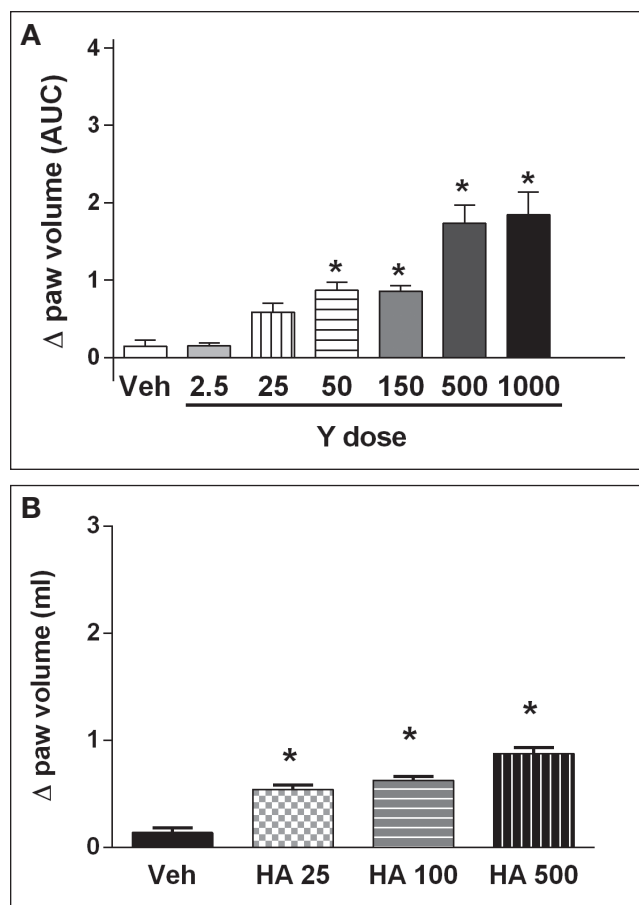 A
Δ paw volume (AUC)
4
3
2
1
0
* * * *
Veh 2.5 25 50 150 500 1000
Y dose
B
Δ paw volume (ml)
3
2
1
0
* * *
Veh HA 25 HA 100 HA 500